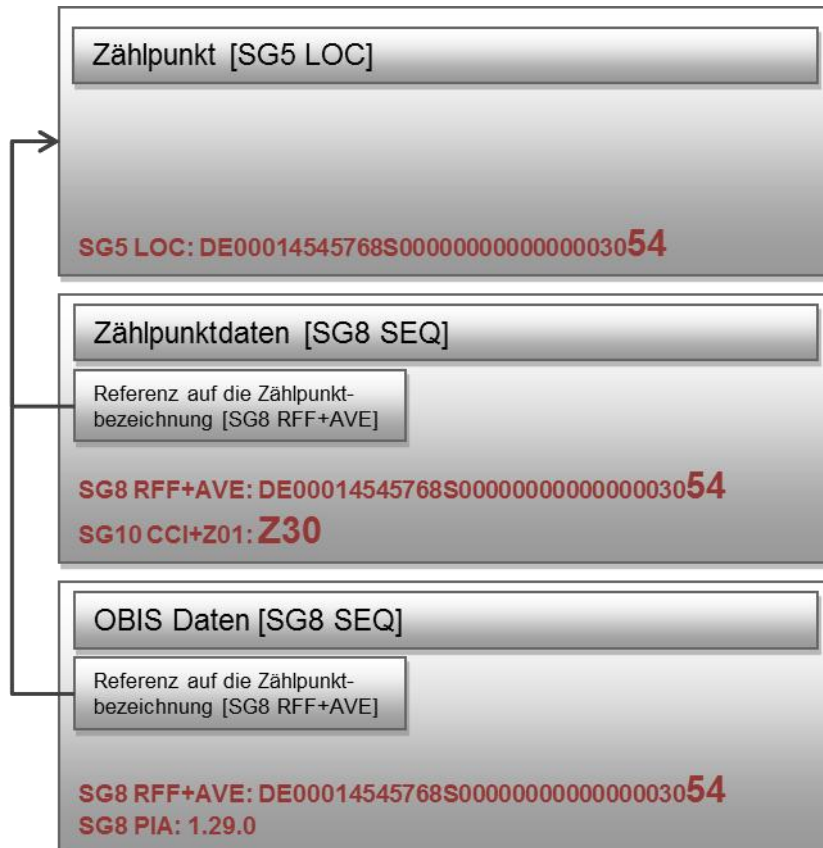 Zählpunkt [SG5 LOC]
SG5 LOC: DE00014545768S0000000000000003054
Zählpunktdaten [SG8 SEQ]
Referenz auf die Zählpunkt-
bezeichnung [SG8 RFF+AVE]
SG8 RFF+AVE: DE00014545768S0000000000000003054
SG10 CCI+Z01: Z30
OBIS Daten [SG8 SEQ]
Referenz auf die Zählpunkt-
bezeichnung [SG8 RFF+AVE]
SG8 RFF+AVE: DE00014545768S0000000000000003054
SG8 PIA: 1.29.0